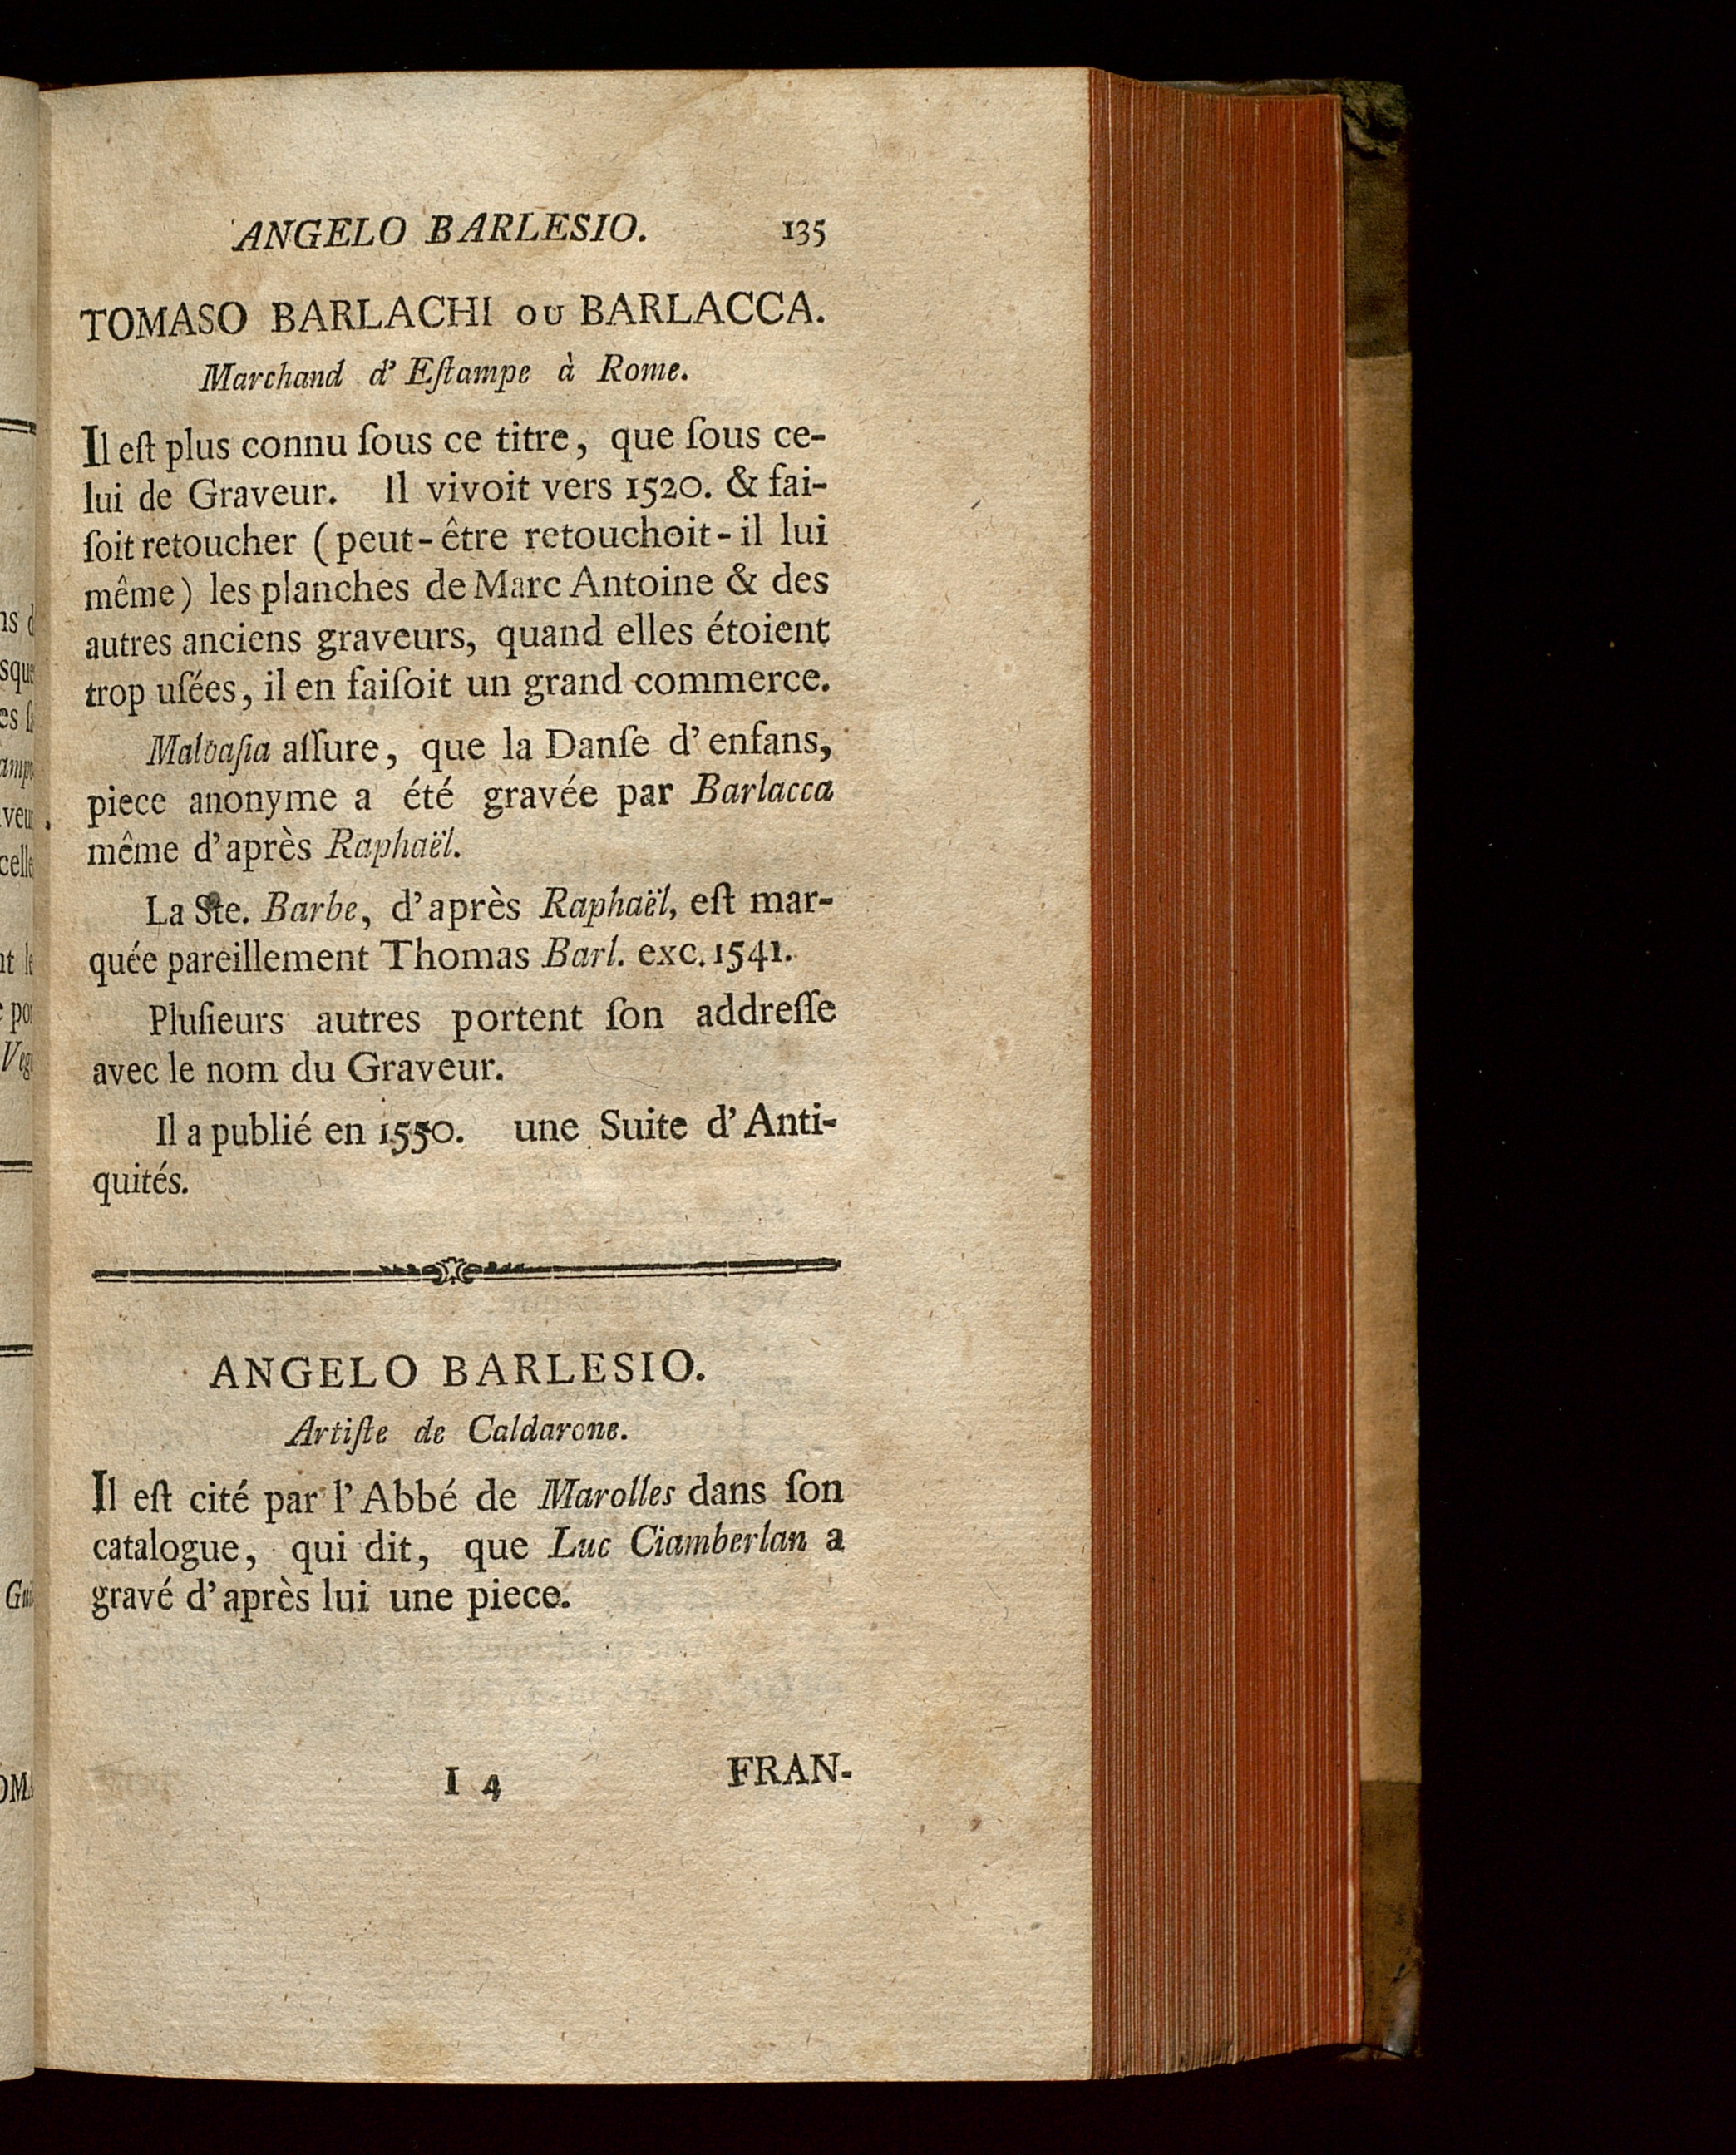 ANGELO BARLESIO. 135
TOMASO BARLACHI OU BARLACCA.
Marchand d' Eſtampe à Rome.
Il eſt plus connu ſous ce titre, que ſous ce-
lui de Graveur. Il vivoit vers 1520. & fai-
ſoit retoucher (peut-être retouchoit-il lui
même) les planches de Marc Antoine & des
autres anciens graveurs, quand elles étoient
trop uſées, il en faiſoit un grand commerce.
Malvaſia aſſure, que la Danſe d' enfans,
piece anonyme a été gravée par Barlacca
même d'après Raphaël.
La Ste. Barbe, d'après Raphaël, eſt mar-
quée pareillement Thomas Barl. exc. 1541.
Pluſieurs autres portent ſon addreſſe
avec le nom du Graveur.
Il a publié en 1550. une Suite d' Anti-
quités.
ANGELO BARLESIO.
Artiſte de Caldarone.
Il eſt cité par l' Abbé de Marolles dans ſon
catalogue, qui dit, que Luc Ciamberlan a
gravé d'après lui une piece.
I 4 FRAN-